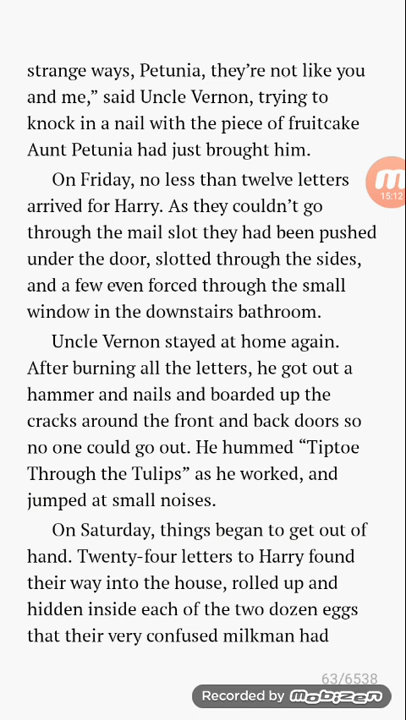 strange ways, Petunia, they’re not like you
and me,” said Uncle Vernon, trying to
knock in a nail with the piece of fruitcake
Aunt Petunia had just brought him.
On Friday, no less than twelve letters
arrived for Harry. As they couldn’t go
through the mail slot they had been pushed
under the door, slotted through the sides,
and a few even forced through the small
window in the downstairs bathroom.
Uncle Vernon stayed at home again.
After burning all the letters, he got out a
hammer and nails and boarded up the
cracks around the front and back doors so
no one could go out. He hummed “Tiptoe
Through the Tulips” as he worked, and
jumped at small noises.
On Saturday, things began to get out of
hand. Twenty-four letters to Harry found
their way into the house, rolled up and
hidden inside each of the two dozen eggs
that their very confused milkman had
63/6538
Recorded by mobizen
m
15:12